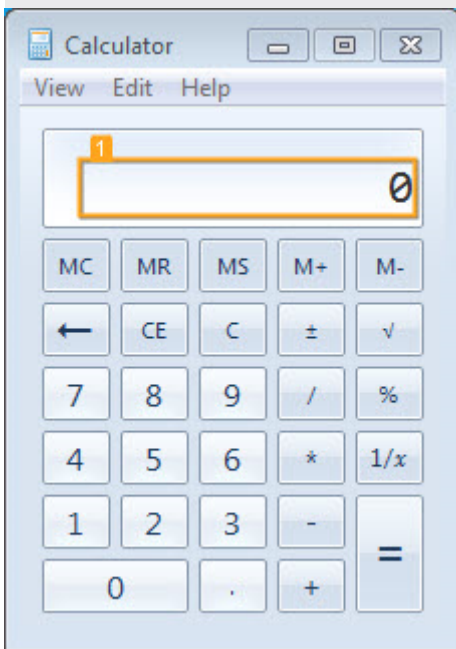 Calculator
View Edit Help
1
0
MC MR MS M+ M-
← CE C ± √
7 8 9 / %
4 5 6 * 1/x
1 2 3 -
=
0 . +